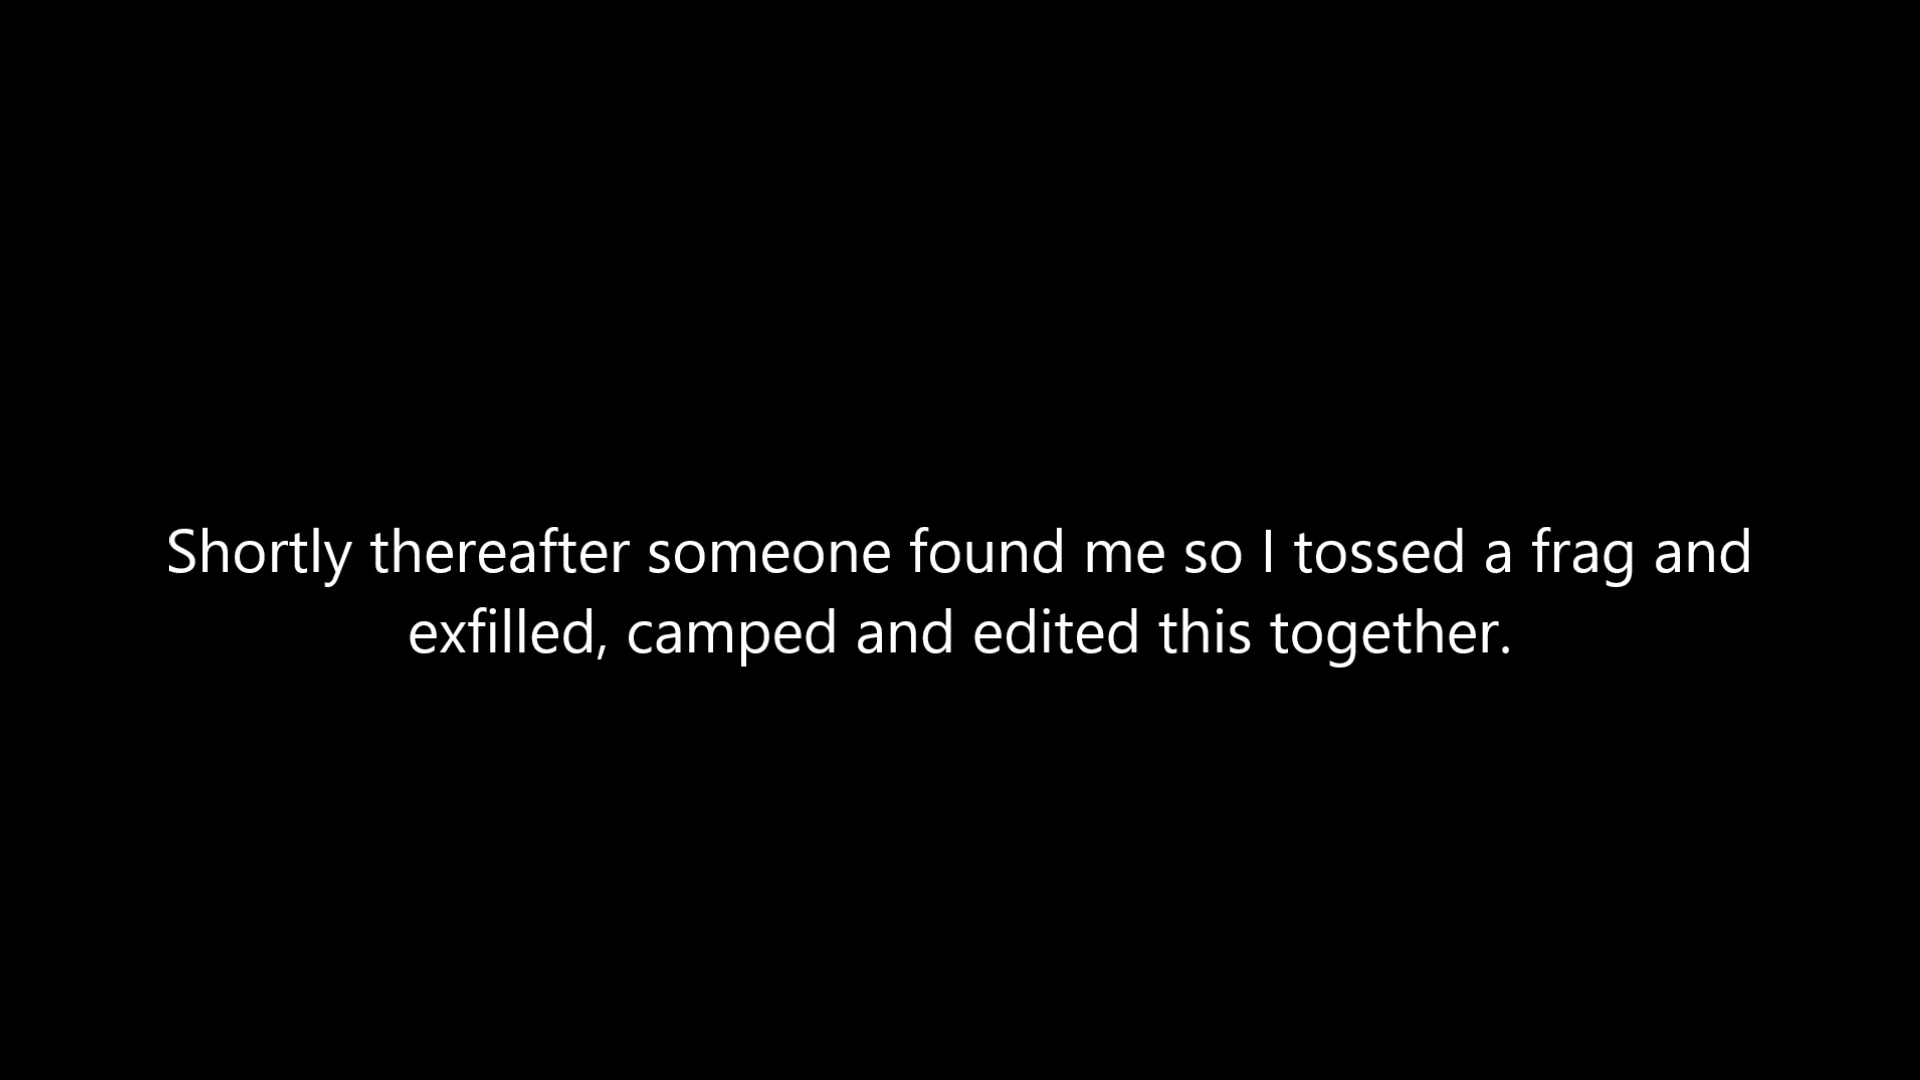 Shortly thereafter someone found me so I tossed a frag and
exfilled, camped and edited this together.